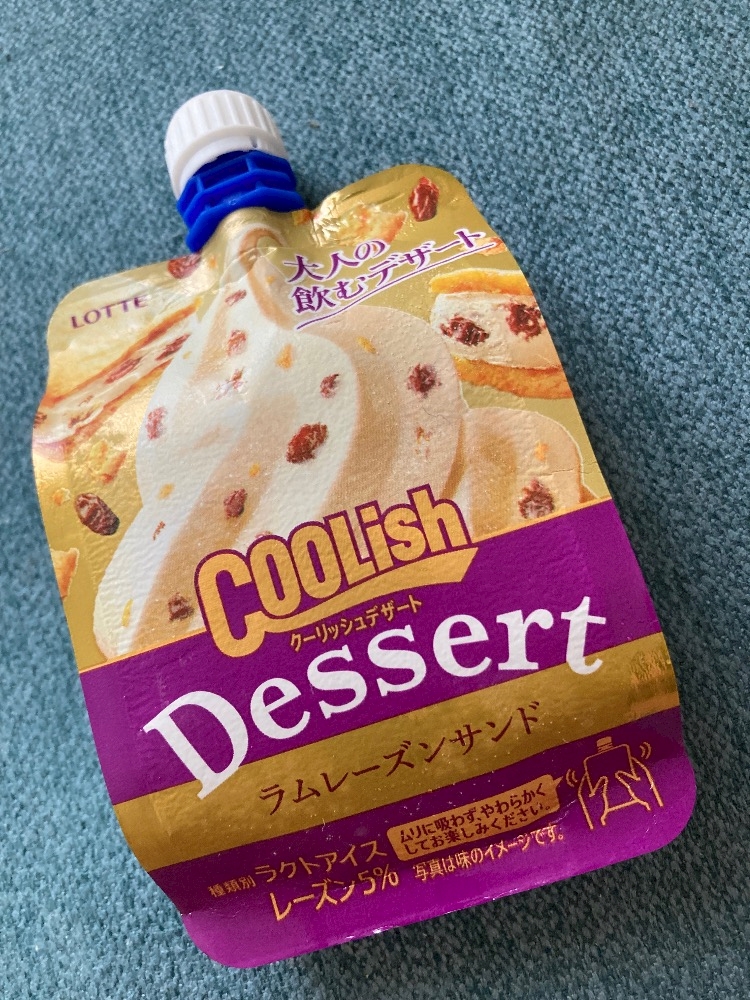 LOTTE
大人の
飲むデザート
COOLish
クーリッシュデザート
Dessert
ラムレーズンサンド
ムリに吸わず、やわらかく
してお楽しみください。
種類別 ラクトアイス
レーズン5%
写真は味のイメージです。